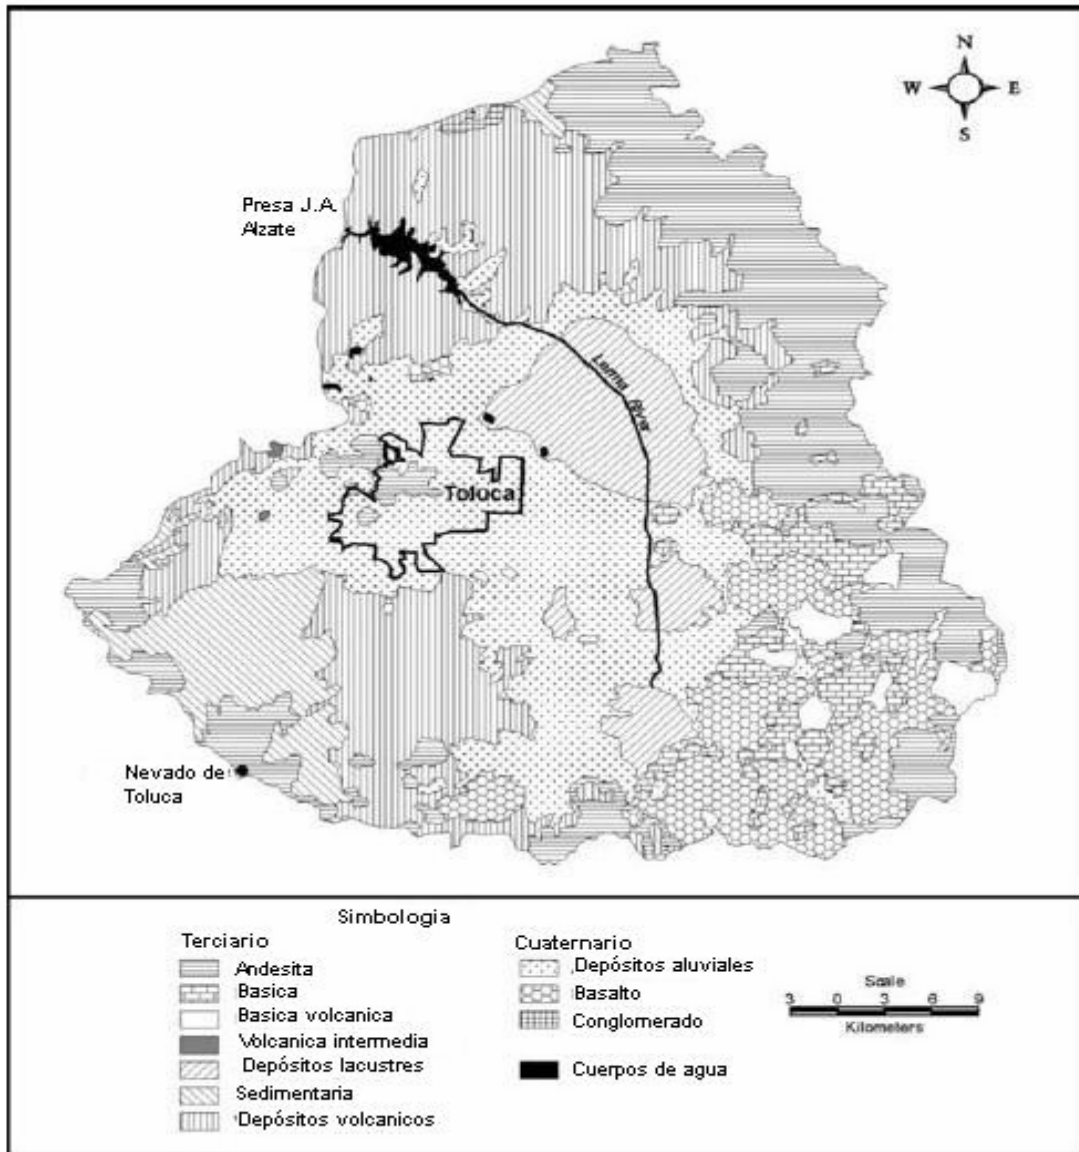 N
W E
S
Presa J.A.
Alzate
Lerma River
Toluca
Nevado de
Toluca
Simbologia
Terciario
Andesita
Basica
Basica volcanica
Volcanica intermedia
Depósitos lacustres
Sedimentaria
Depósitos volcanicos
Cuaternario
Depósitos aluviales
Basalto
Conglomerado
Cuerpos de agua
Scale
3 0 3 6 9
Kilometers